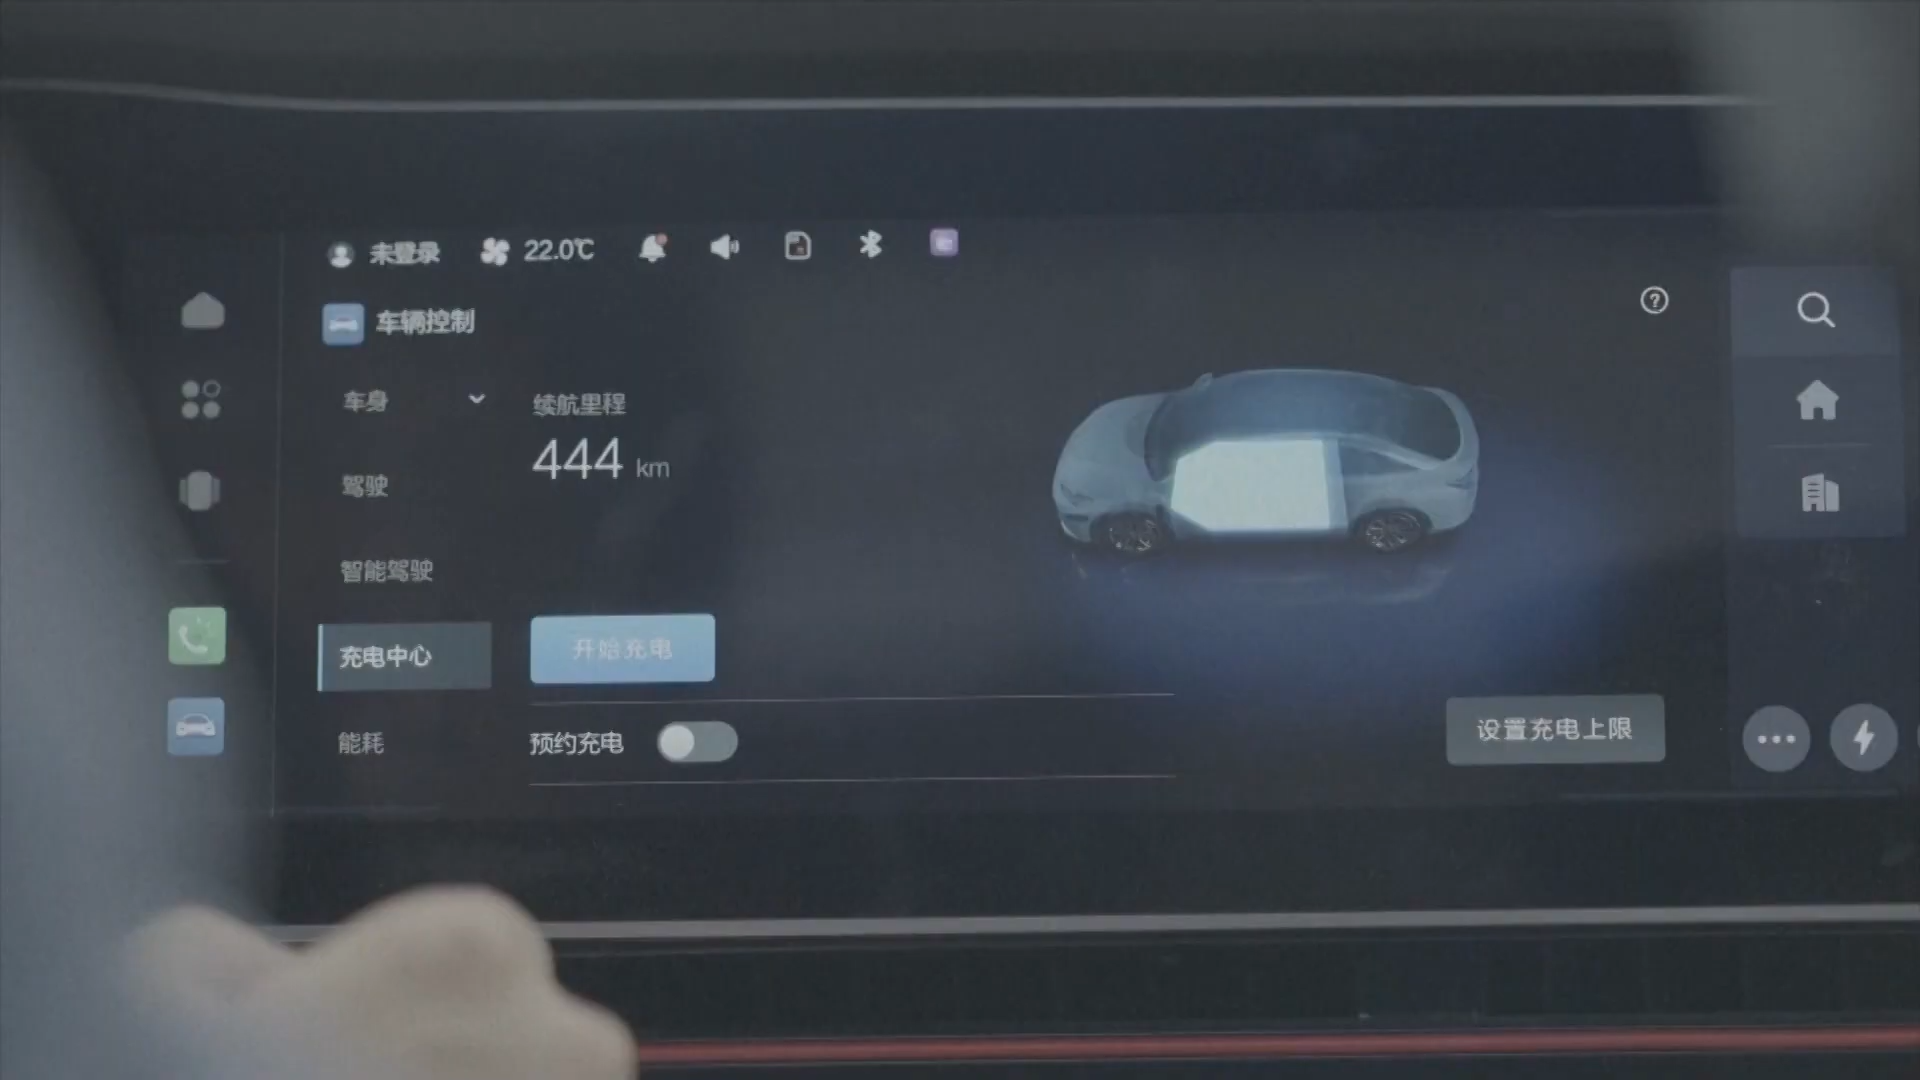 未登录 22.0℃
车辆控制
车身
续航里程
444 km
驾驶
智能驾驶
充电中心
开始充电
能耗
预约充电
设置充电上限